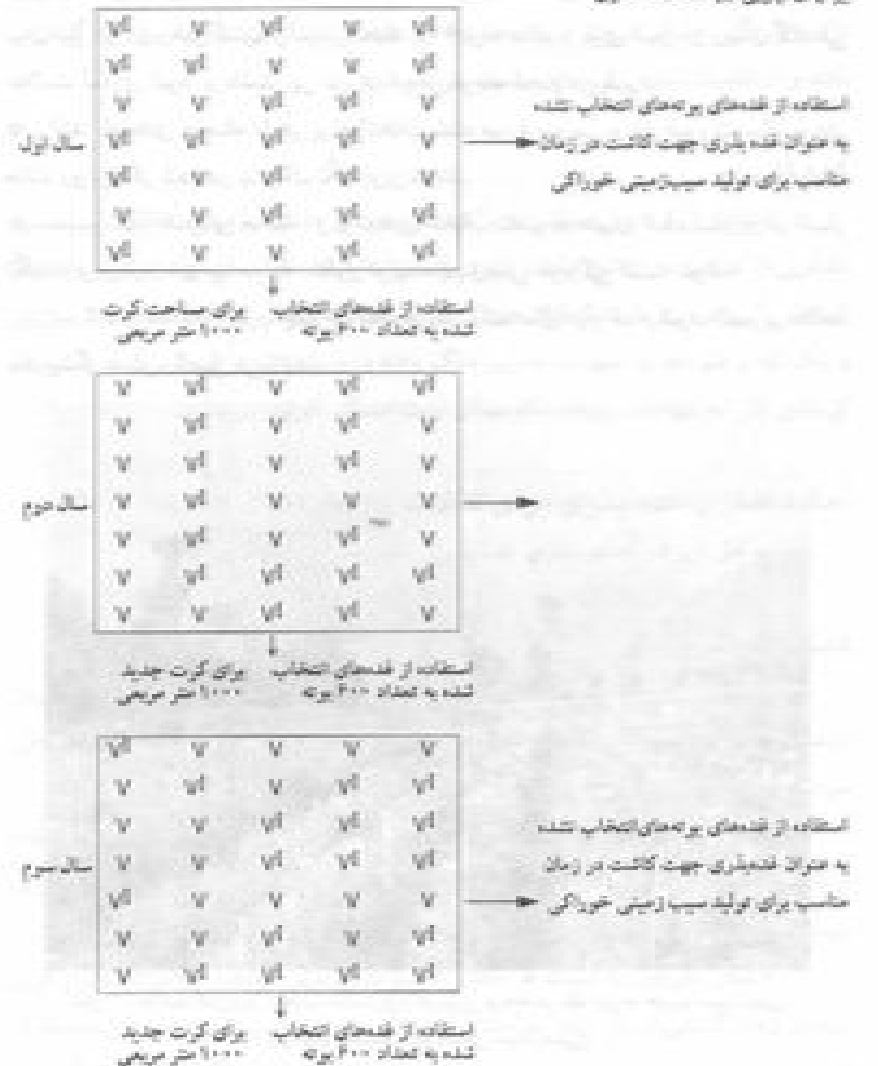 استفاده از غده‌های بوته‌های انتخاب نشده
به عنوان غده بذری جهت کاشت در زمان
مناسب برای تولید سیب‌زمینی خوراکی
سال اول
استفاده از غده‌های انتخاب برای مساحت کرت
شده به تعداد ۴۰۰ بوته ۱۰۰۰ متر مربعی
سال دوم
استفاده از غده‌های انتخاب برای کرت جدید
شده به تعداد ۴۰۰ بوته ۱۰۰۰ متر مربعی
استفاده از غده‌های بوته‌های انتخاب نشده
به عنوان غده‌بذری جهت کاشت در زمان
مناسب برای تولید سیب زمینی خوراکی
سال سوم
استفاده از غده‌های انتخاب برای کرت جدید
شده به تعداد ۴۰۰ بوته ۱۰۰۰ متر مربعی